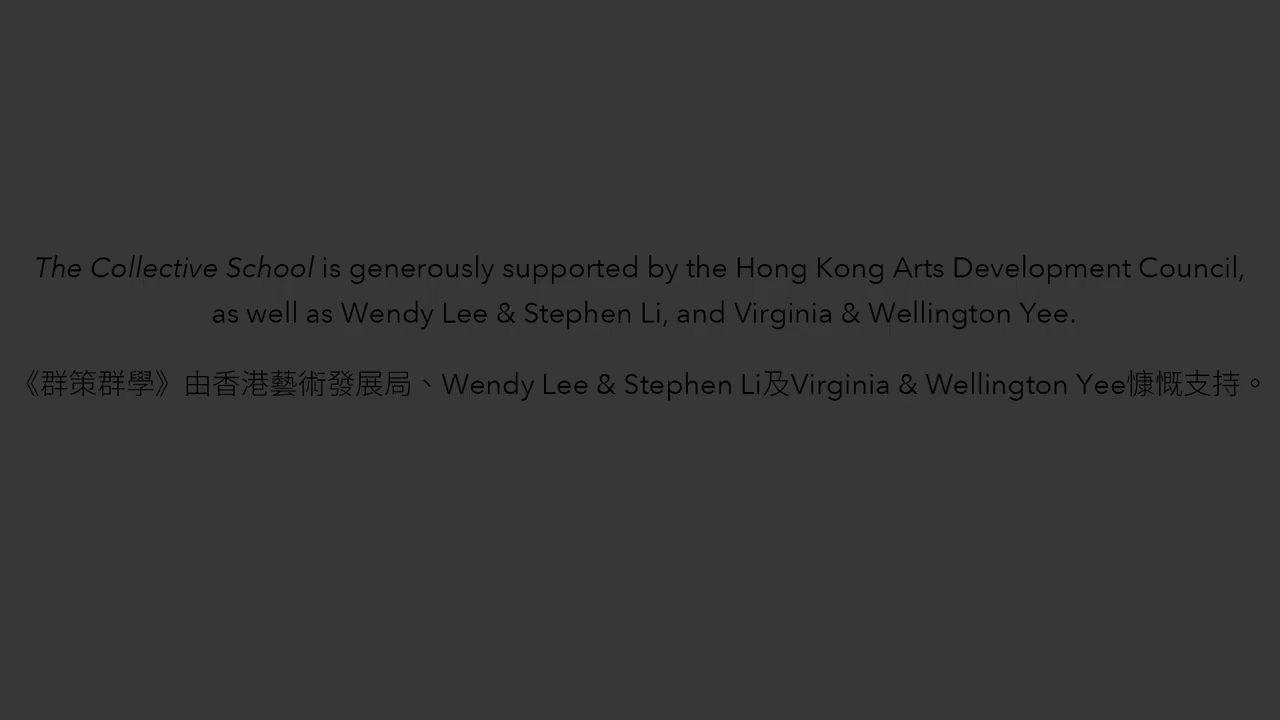 The Collective School is generously supported by the Hong Kong Arts Development Council,
as well as Wendy Lee & Stephen Li, and Virginia & Wellington Yee.
《群策群學》由香港藝術發展局、Wendy Lee & Stephen Li及Virginia & Wellington Yee慷慨支持。